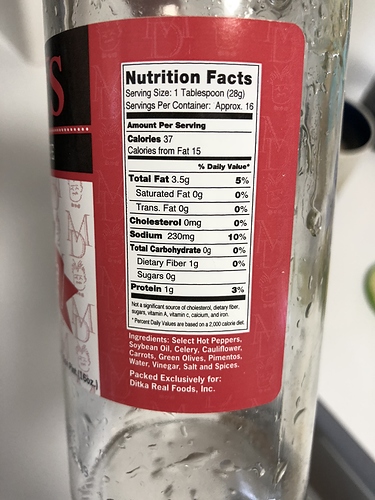 S
Nutrition Facts
Serving Size: 1 Tablespoon (28g)
Servings Per Container: Approx. 16
Amount Per Serving
Calories 37
Calories from Fat 15
% Daily Value*
Total Fat 3.5g 5%
Saturated Fat 0g 0%
Trans. Fat 0g 0%
Cholesterol 0mg 0%
Sodium 230mg 10%
Total Carbohydrate 0g 0%
Dietary Fiber 1g 0%
Sugars 0g
Protein 1g 3%
Not a significant source of cholesterol, dietary fiber,
sugars, vitamin A, vitamin c, calcium, and iron.
* Percent Daily Values are based on a 2,000 calorie diet.
Ingredients: Select Hot Peppers,
Soybean Oil, Celery, Cauliflower,
Carrots, Green Olives, Pimentos,
Water, Vinegar, Salt and Spices.
Packed Exclusively for:
Ditka Real Foods, Inc.